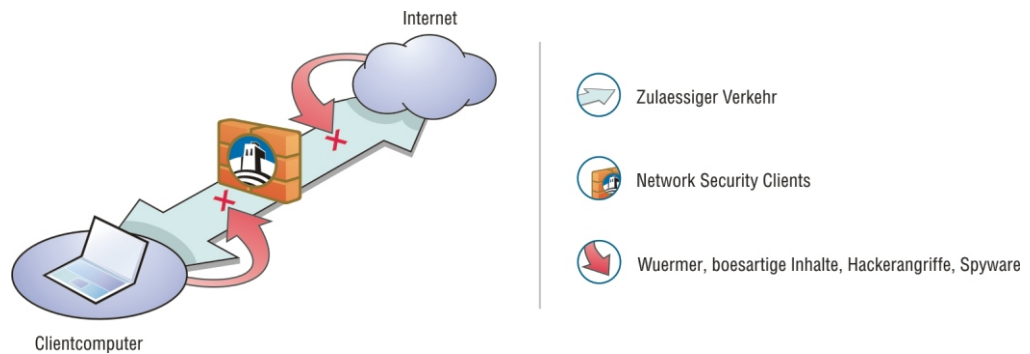 Internet
Zulaessiger Verkehr
Network Security Clients
Wuermer, boesartige Inhalte, Hackerangriffe, Spyware
Clientcomputer